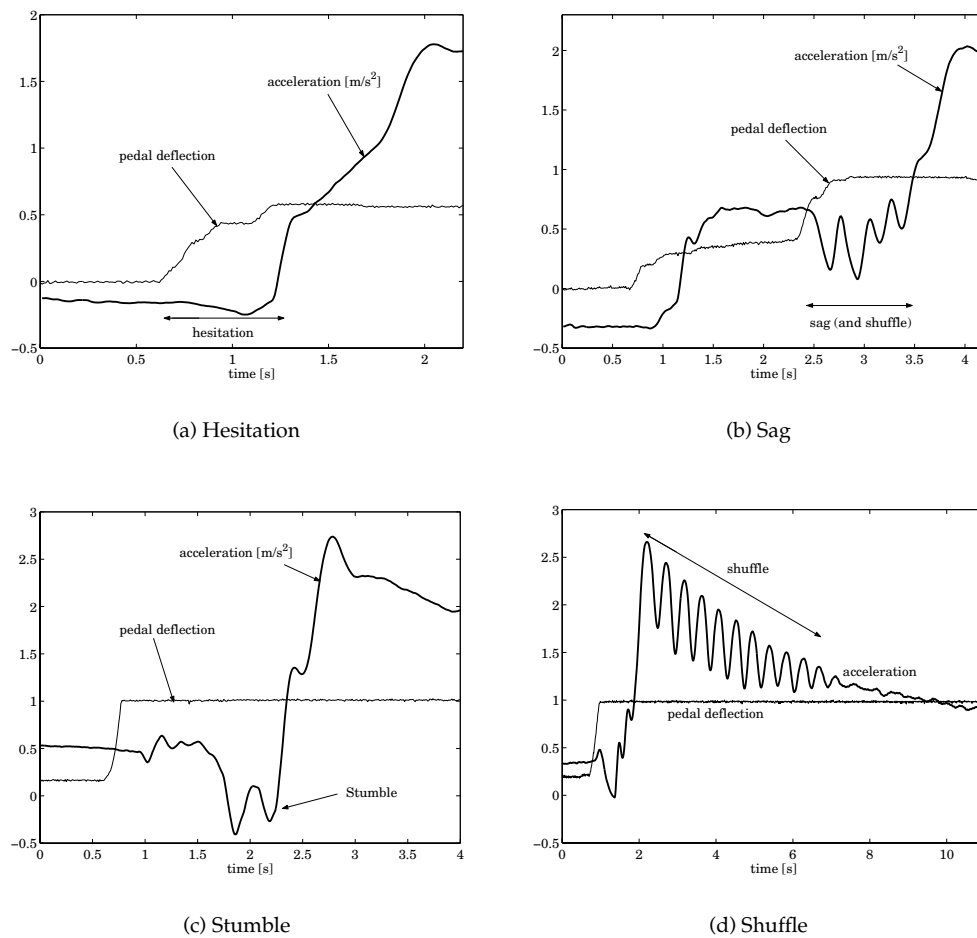 2
1.5
1
0.5
0
−0.5
0 0.5 1 1.5 2
time [s]
acceleration [m/s²]
pedal deflection
hesitation
(a) Hesitation
2
1.5
1
0.5
0
−0.5
0 0.5 1 1.5 2 2.5 3 3.5 4
time [s]
acceleration [m/s²]
pedal deflection
sag (and shuffle)
(b) Sag
3
2.5
2
1.5
1
0.5
0
−0.5
0 0.5 1 1.5 2 2.5 3 3.5 4
time [s]
acceleration [m/s²]
pedal deflection
Stumble
(c) Stumble
3
2.5
2
1.5
1
0.5
0
−0.5
0 2 4 6 8 10
time [s]
shuffle
acceleration
pedal deflection
(d) Shuffle